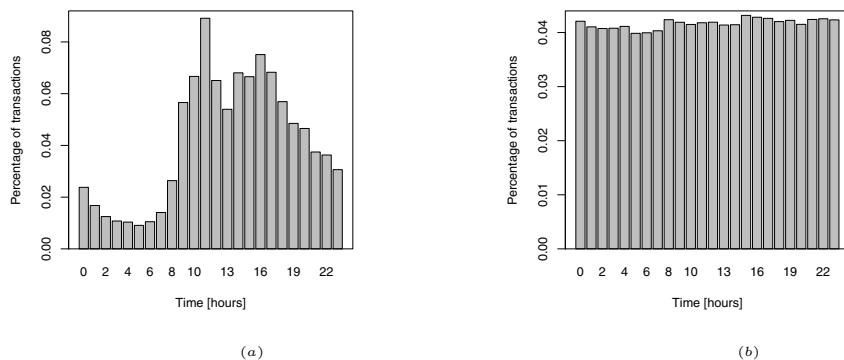 Percentage of transactions
0.00 0.02 0.04 0.06 0.08
0 2 4 6 8 10 13 16 19 22
Time [hours]
(a)
Percentage of transactions
0.00 0.01 0.02 0.03 0.04
0 2 4 6 8 10 13 16 19 22
Time [hours]
(b)